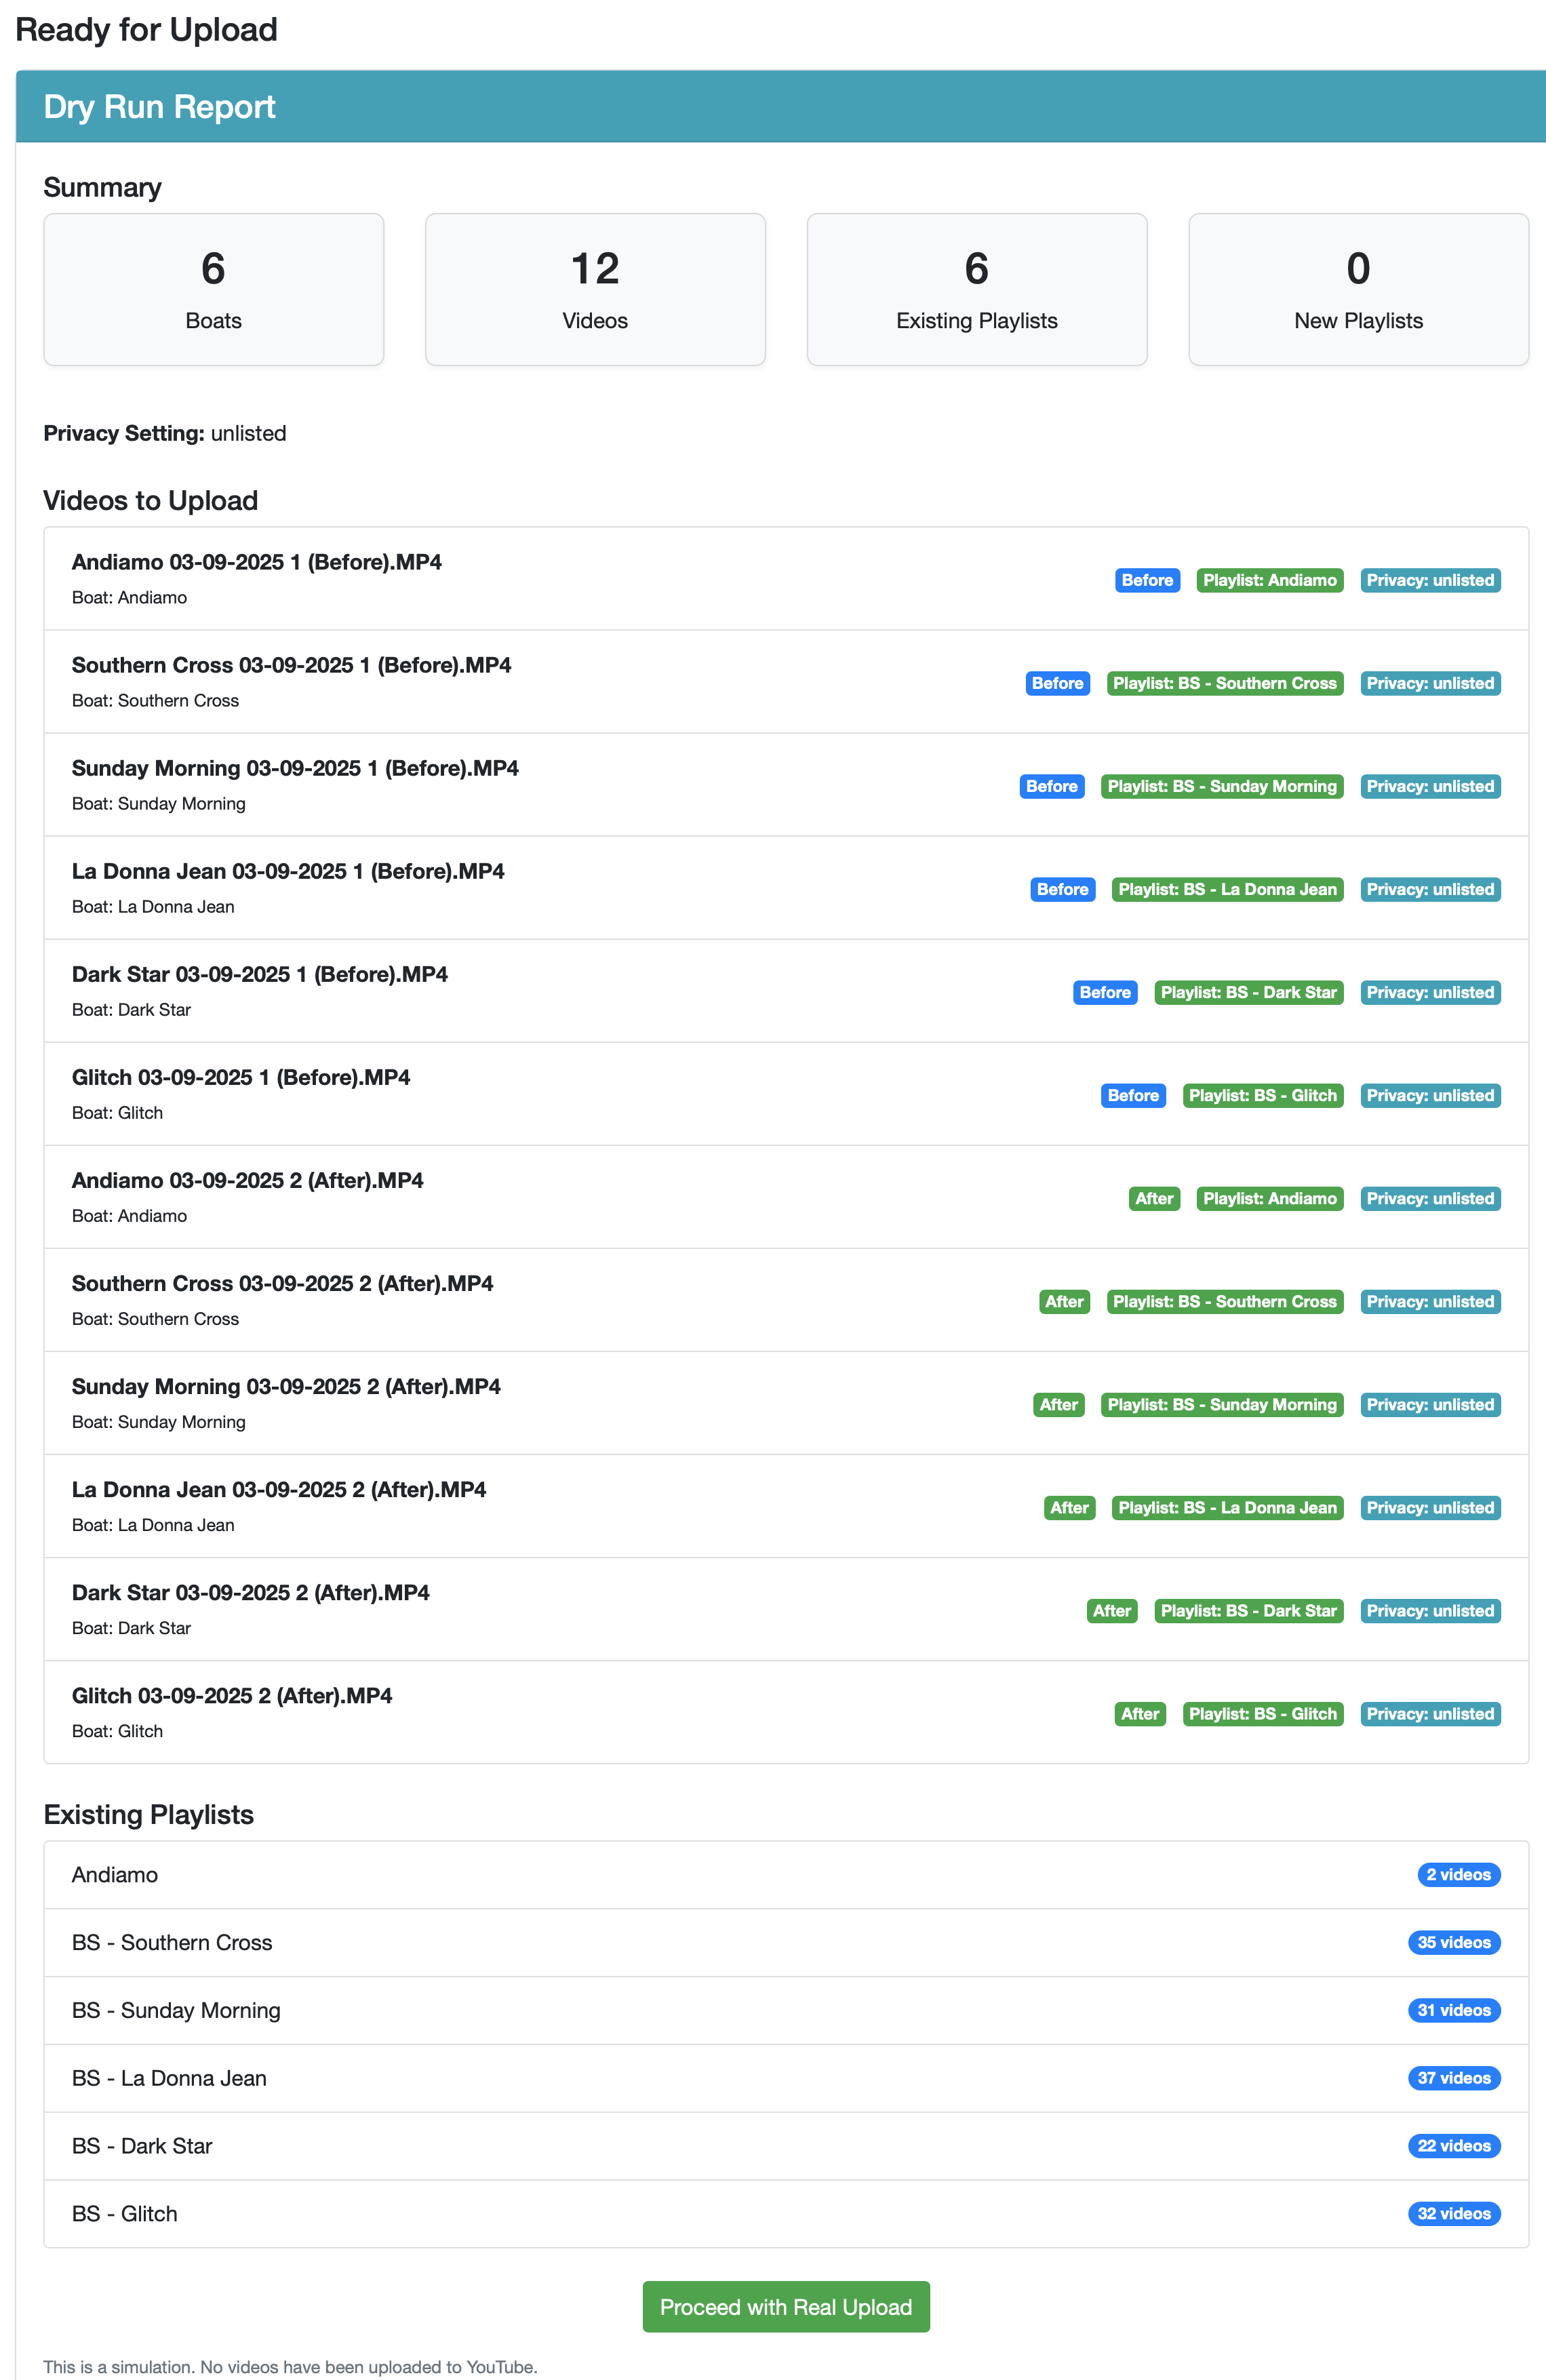 Ready for Upload
Dry Run Report
Summary
6
Boats
12
Videos
6
Existing Playlists
0
New Playlists
Privacy Setting: unlisted
Videos to Upload
Andiamo 03-09-2025 1 (Before).MP4
Boat: Andiamo
Before Playlist: Andiamo Privacy: unlisted
Southern Cross 03-09-2025 1 (Before).MP4
Boat: Southern Cross
Before Playlist: BS - Southern Cross Privacy: unlisted
Sunday Morning 03-09-2025 1 (Before).MP4
Boat: Sunday Morning
Before Playlist: BS - Sunday Morning Privacy: unlisted
La Donna Jean 03-09-2025 1 (Before).MP4
Boat: La Donna Jean
Before Playlist: BS - La Donna Jean Privacy: unlisted
Dark Star 03-09-2025 1 (Before).MP4
Boat: Dark Star
Before Playlist: BS - Dark Star Privacy: unlisted
Glitch 03-09-2025 1 (Before).MP4
Boat: Glitch
Before Playlist: BS - Glitch Privacy: unlisted
Andiamo 03-09-2025 2 (After).MP4
Boat: Andiamo
After Playlist: Andiamo Privacy: unlisted
Southern Cross 03-09-2025 2 (After).MP4
Boat: Southern Cross
After Playlist: BS - Southern Cross Privacy: unlisted
Sunday Morning 03-09-2025 2 (After).MP4
Boat: Sunday Morning
After Playlist: BS - Sunday Morning Privacy: unlisted
La Donna Jean 03-09-2025 2 (After).MP4
Boat: La Donna Jean
After Playlist: BS - La Donna Jean Privacy: unlisted
Dark Star 03-09-2025 2 (After).MP4
Boat: Dark Star
After Playlist: BS - Dark Star Privacy: unlisted
Glitch 03-09-2025 2 (After).MP4
Boat: Glitch
After Playlist: BS - Glitch Privacy: unlisted
Existing Playlists
Andiamo 2 videos
BS - Southern Cross 35 videos
BS - Sunday Morning 31 videos
BS - La Donna Jean 37 videos
BS - Dark Star 22 videos
BS - Glitch 32 videos
Proceed with Real Upload
This is a simulation. No videos have been uploaded to YouTube.